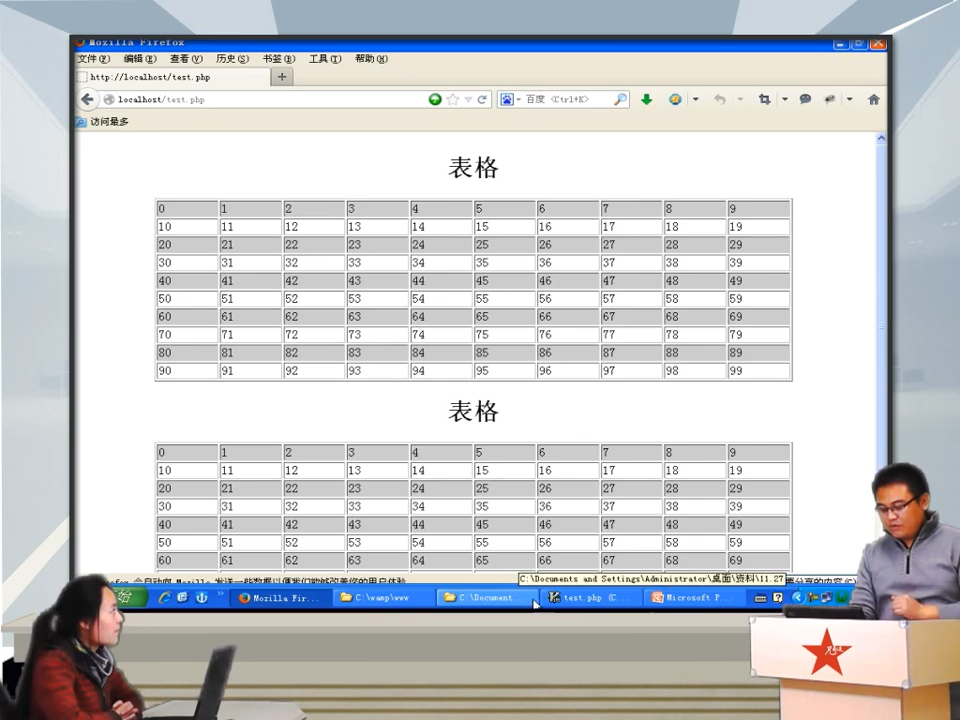 Mozilla Firefox
文件(F) 编辑(E) 查看(V) 历史(S) 书签(B) 工具(T) 帮助(H)
http://localhost/test.php +
localhost/test.php 百度 <Ctrl+K>
访问最多
表格
0 1 2 3 4 5 6 7 8 9
10 11 12 13 14 15 16 17 18 19
20 21 22 23 24 25 26 27 28 29
30 31 32 33 34 35 36 37 38 39
40 41 42 43 44 45 46 47 48 49
50 51 52 53 54 55 56 57 58 59
60 61 62 63 64 65 66 67 68 69
70 71 72 73 74 75 76 77 78 79
80 81 82 83 84 85 86 87 88 89
90 91 92 93 94 95 96 97 98 99
表格
0 1 2 3 4 5 6 7 8 9
10 11 12 13 14 15 16 17 18 19
20 21 22 23 24 25 26 27 28 29
30 31 32 33 34 35 36 37 38 39
40 41 42 43 44 45 46 47 48 49
50 51 52 53 54 55 56 57 58 59
60 61 62 63 64 65 66 67 68 69
C:\Documents and Settings\Administrator\桌面\资料\11.27
Mozilla Fir... C:\wamp\www C:\Document test.php (C... Microsoft P...